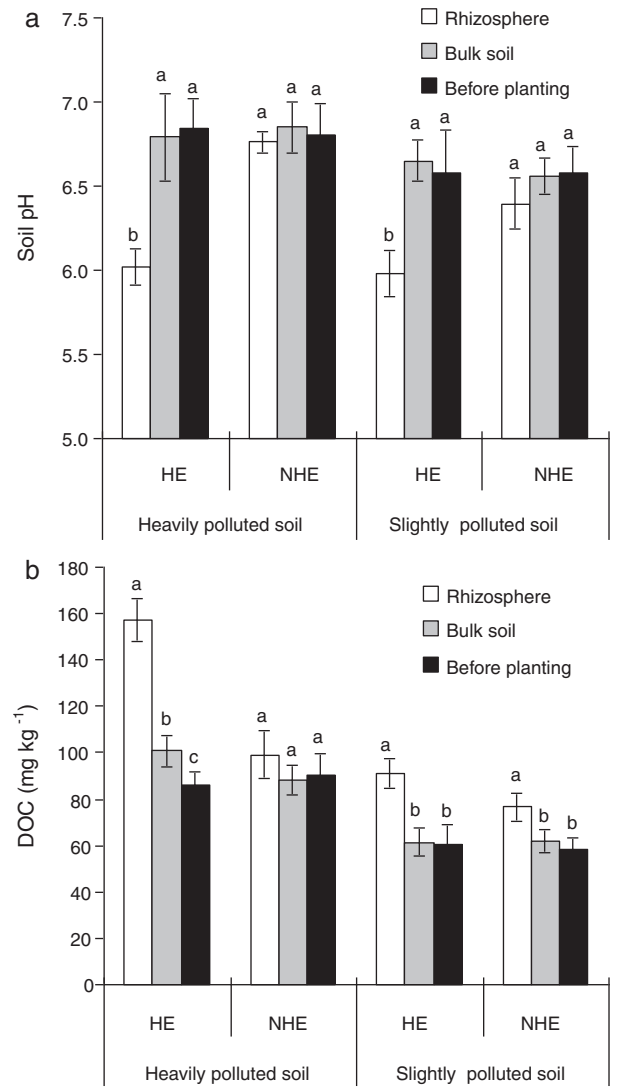 a
7.5
7.0
6.5
6.0
5.5
5.0
Soil pH
Rhizosphere
Bulk soil
Before planting
b a a a a a b a a a a a
HE NHE HE NHE
Heavily polluted soil Slightly polluted soil
b
180
160
140
120
100
80
60
40
20
0
DOC (mg kg -1)
Rhizosphere
Bulk soil
Before planting
a b c a a a a b b a b b
HE NHE HE NHE
Heavily polluted soil Slightly polluted soil